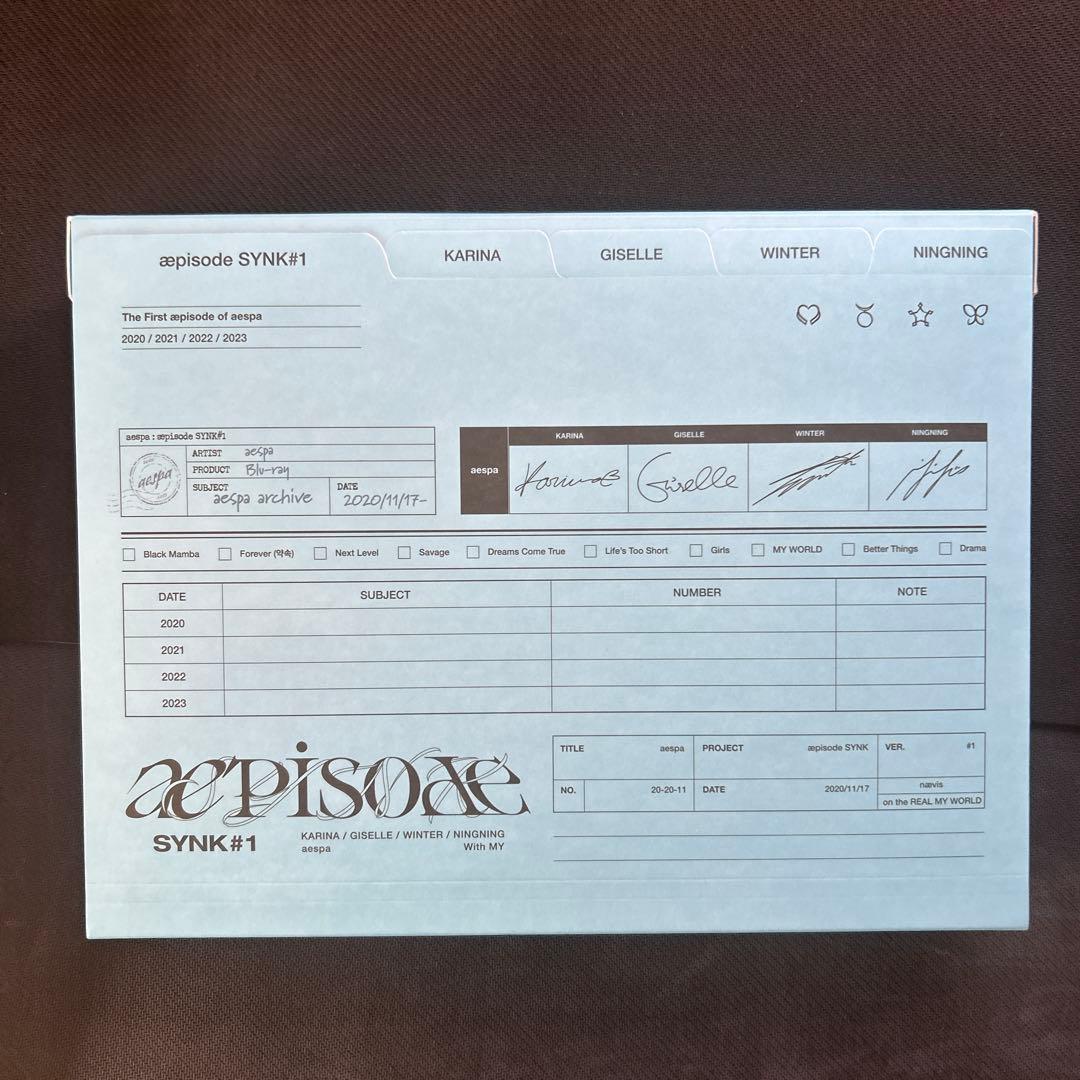 æpisode SYNK#1 KARINA GISELLE WINTER NINGNING
The First æpisode of aespa
2020 / 2021 / 2022 / 2023
aespa : æpisode SYNK#1
ARTIST aespa
PRODUCT Blu-ray
SUBJECT aespa archive
DATE 2020/11/17-
aespa
KARINA GISELLE WINTER NINGNING
aespa Karina Giselle
Black Mamba Forever (약속) Next Level Savage Dreams Come True Life's Too Short Girls MY WORLD Better Things Drama
DATE SUBJECT NUMBER NOTE
2020
2021
2022
2023
æpisode
SYNK#1
KARINA / GISELLE / WINTER / NINGNING
aespa With MY
TITLE aespa PROJECT æpisode SYNK VER. #1
NO. 20-20-11 DATE 2020/11/17 nævis
on the REAL MY WORLD